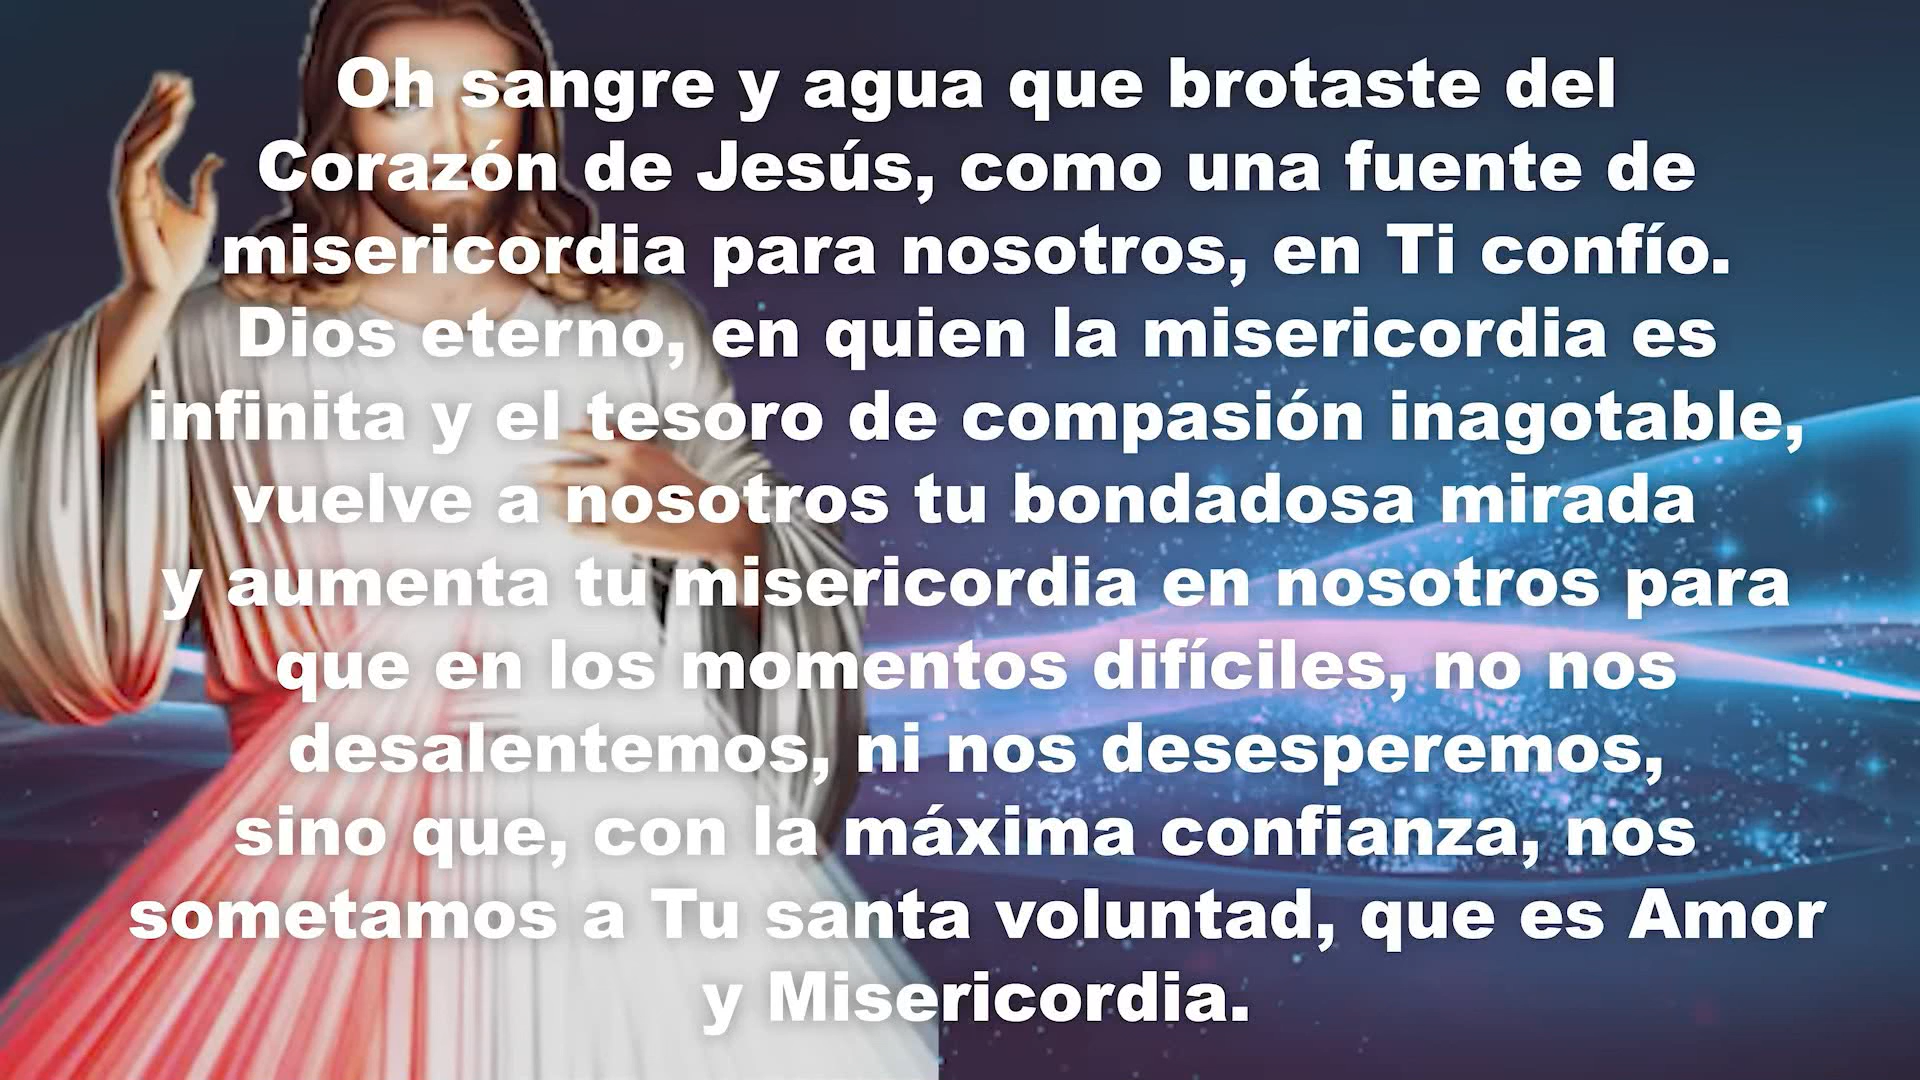 Oh sangre y agua que brotaste del
Corazón de Jesús, como una fuente de
misericordia para nosotros, en Ti confío.
Dios eterno, en quien la misericordia es
infinita y el tesoro de compasión inagotable,
vuelve a nosotros tu bondadosa mirada
y aumenta tu misericordia en nosotros para
que en los momentos difíciles, no nos
desalentemos, ni nos desesperemos,
sino que, con la máxima confianza, nos
sometamos a Tu santa voluntad, que es Amor
y Misericordia.